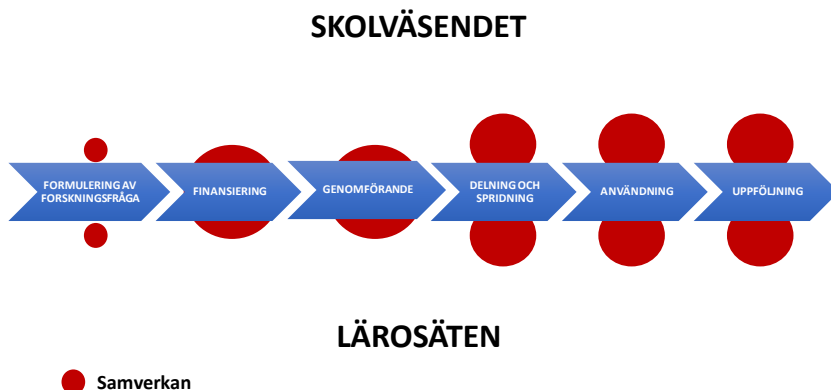 SKOLVÄSENDET
FORMULERING AV
FORSKNINGSFRÅGA
FINANSIERING
GENOMFÖRANDE
DELNING OCH
SPRIDNING
ANVÄNDNING
UPPFÖLJNING
LÄROSÄTEN
Samverkan